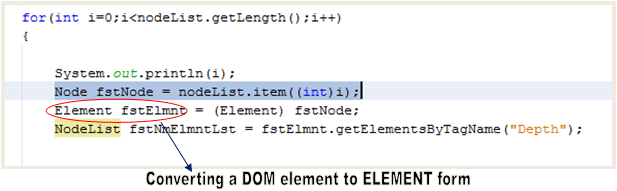 for(int i=0;i<nodeList.getLength();i++)
{
System.out.println(i);
Node fstNode = nodeList.item((int)i);
Element fstElmnt = (Element) fstNode;
NodeList fstNmElmntLst = fstElmnt.getElementsByTagName("Depth");
Converting a DOM element to ELEMENT form